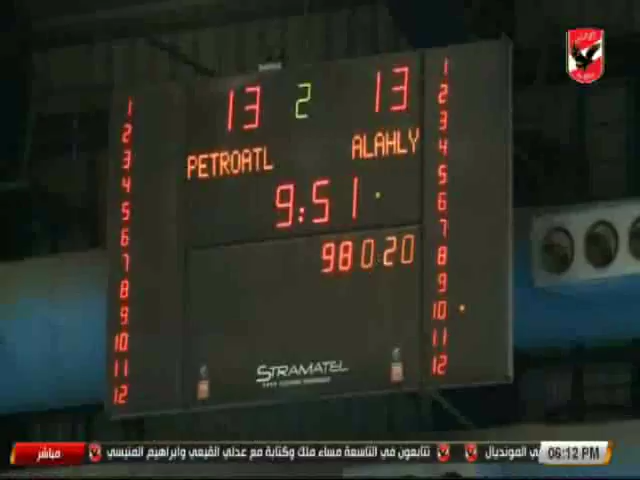 13 2 13
PETROATL ALAHLY
9:51
98 0:20
1 1
2 2
3 3
4 4
5 5
6 6
7 7
8 8
9 9
10 10
11 11
12 12
STRAMATEL
مباشر
تتابعون في التاسعة مساء ملك وكتابة مع عدلي القيعي وابراهيم المنيسي
ي المونديال
06:12 PM